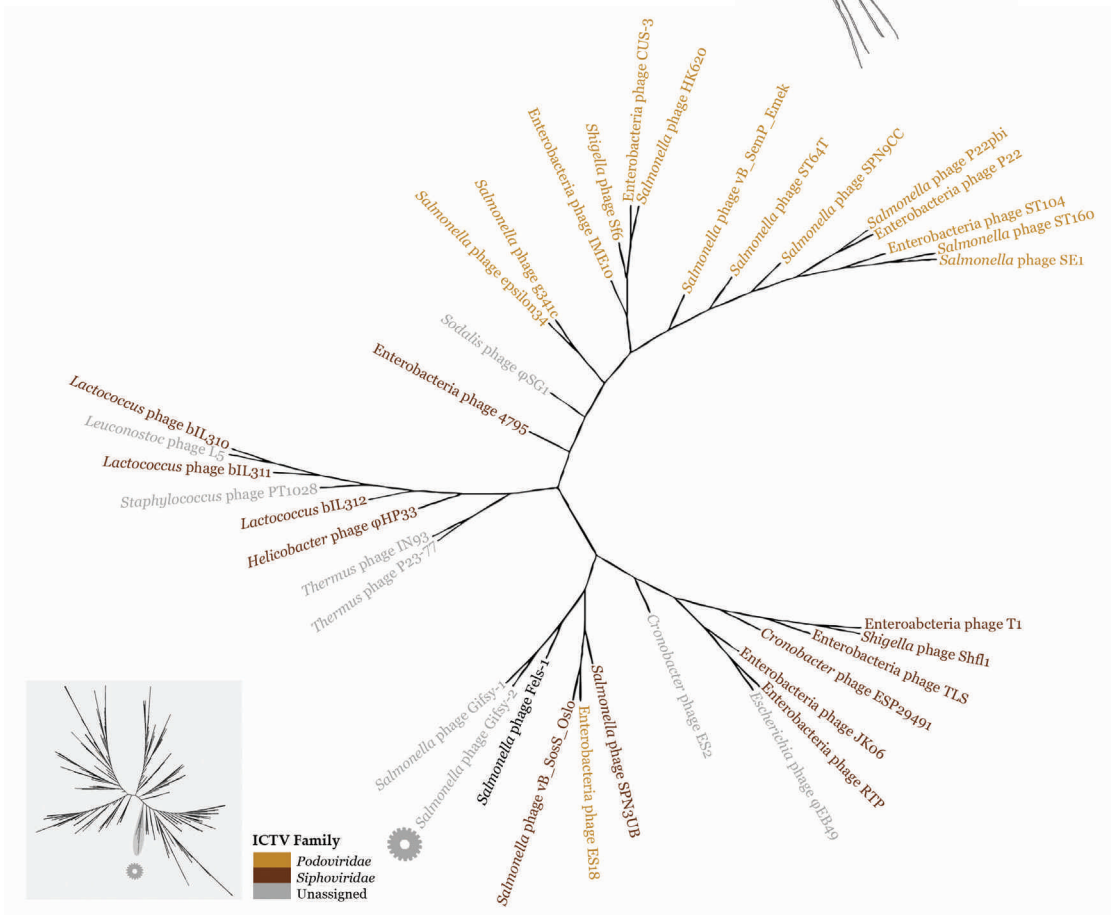 Enterobacteria phage CUS-3
Salmonella phage HK620
Enterobacteria phage IME10
Shigella phage Sf6
Salmonella phage vB_SemP_Emek
Salmonella phage ST64T
Salmonella phage SPN9CC
Salmonella phage P22pbi
Enterobacteria phage P22
Enterobacteria phage ST104
Salmonella phage ST160
Salmonella phage SE1
Salmonella phage g341c
Salmonella phage epsilon34
Sodalis phage φSG1
Enterobacteria phage 4795
Lactococcus phage bIL310
Leuconostoc phage L5
Lactococcus phage bIL311
Staphylococcus phage PT1028
Lactococcus bIL312
Helicobacter phage φHP33
Thermus phage IN93
Thermus phage P23-77
Enteroabcteria phage T1
Shigella phage Shfl1
Enterobacteria phage TLS
Cronobacter phage ESP29491
Enterobacteria phage JK06
Enterobacteria phage RTP
Escherichia phage φEB49
Cronobacter phage ES2
Salmonella phage SPN3UB
Enterobacteria phage ES18
Salmonella phage vB_SosS_Oslo
Salmonella phage Fels-1
Salmonella phage Gifsy-2
Salmonella phage Gifsy-1
ICTV Family
Podoviridae
Siphoviridae
Unassigned